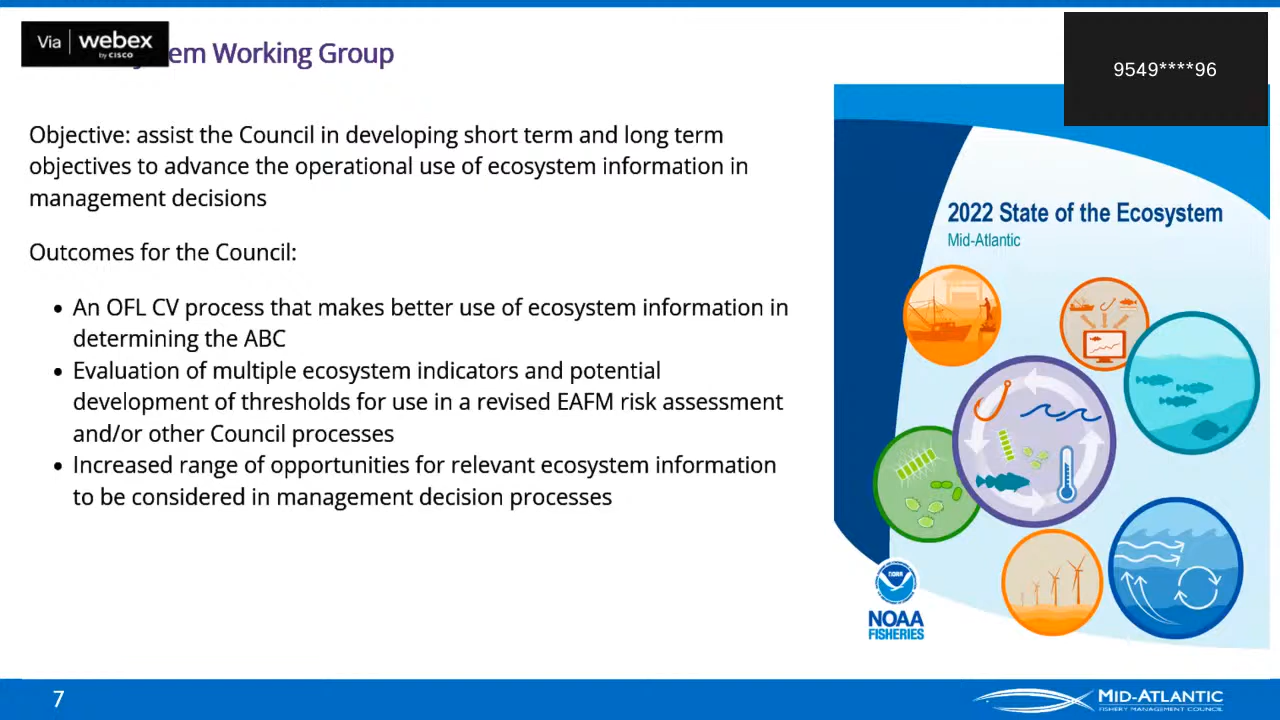 Via webex
by CISCO
em Working Group
9549****96
Objective: assist the Council in developing short term and long term
objectives to advance the operational use of ecosystem information in
management decisions
Outcomes for the Council:
• An OFL CV process that makes better use of ecosystem information in
determining the ABC
• Evaluation of multiple ecosystem indicators and potential
development of thresholds for use in a revised EAFM risk assessment
and/or other Council processes
• Increased range of opportunities for relevant ecosystem information
to be considered in management decision processes
2022 State of the Ecosystem
Mid-Atlantic
NOAA
NOAA
FISHERIES
7
MID-ATLANTIC
FISHERY MANAGEMENT COUNCIL